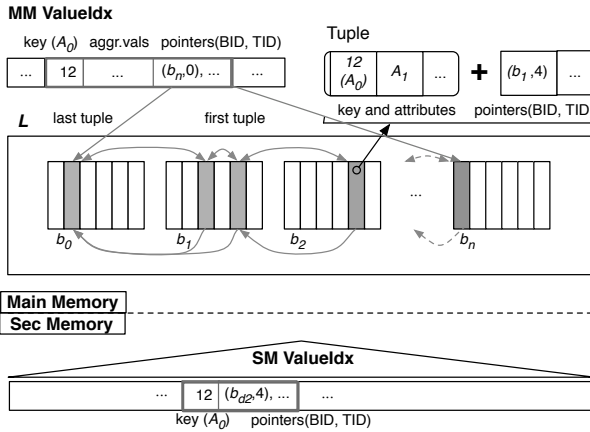 MM ValueIdx
key (A0) aggr.vals pointers(BID, TID)
... 12 ... (bn,0), ... ...
Tuple
12 (A0) A1 ... + (b1,4) ...
key and attributes pointers(BID, TID
L last tuple first tuple
...
b0 b1 b2 bn
Main Memory
Sec Memory
SM ValueIdx
... 12 (bd2,4), ... ...
key (A0) pointers(BID, TID)